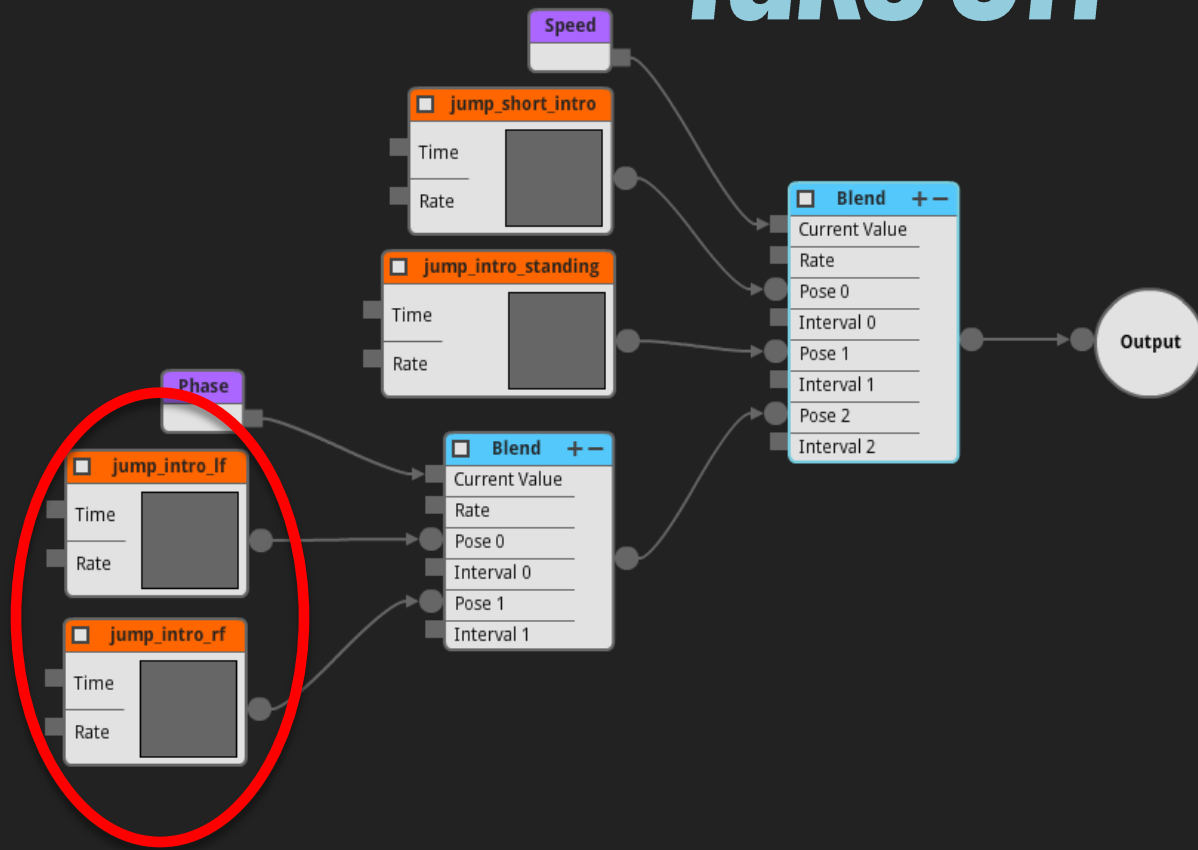 Take Off
Speed
jump_short_intro
Time
Rate
jump_intro_standing
Time
Rate
Blend +−
Current Value
Rate
Pose 0
Interval 0
Pose 1
Interval 1
Pose 2
Interval 2
Output
Phase
jump_intro_lf
Time
Rate
jump_intro_rf
Time
Rate
Blend +−
Current Value
Rate
Pose 0
Interval 0
Pose 1
Interval 1